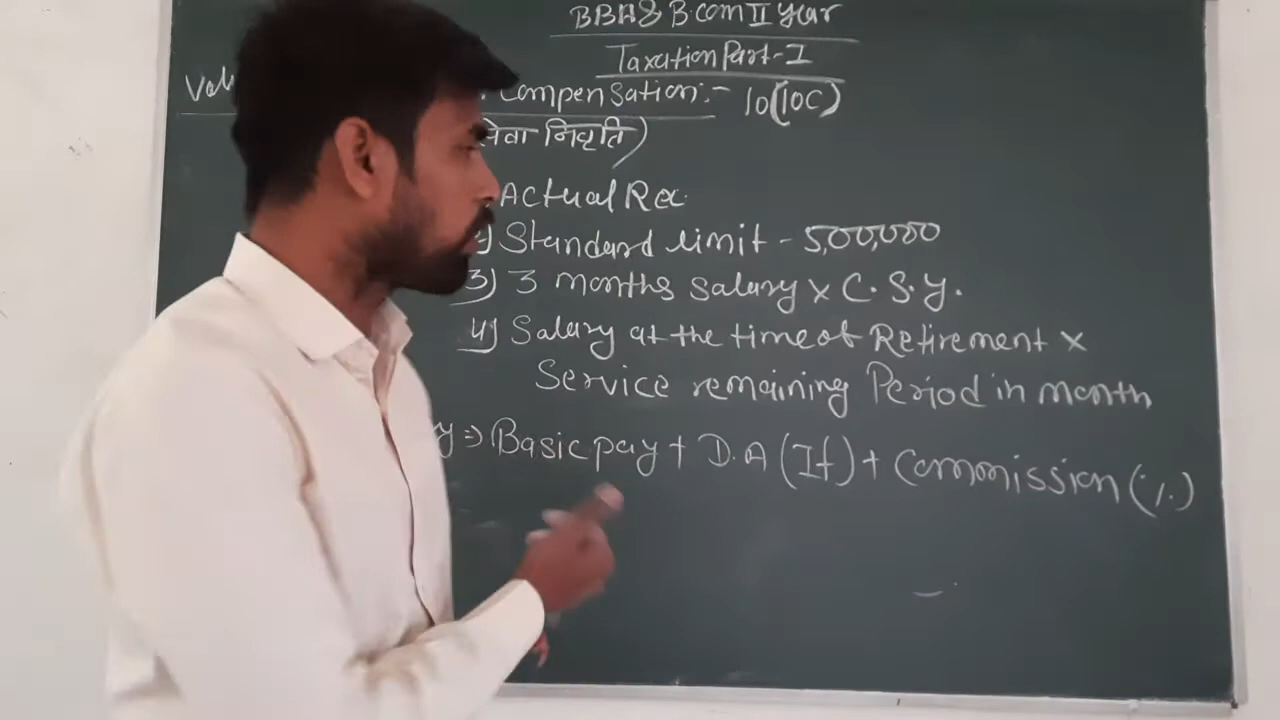 BBA & B.com II year
Taxation Part-I
Compensation:- 10(10C)
सेवा निवृति)
Actual Rec.
2) Standard limit - 5,00,000
3) 3 months salary x C.S.Y.
4) Salary at the time of Retirement x
Service remaining Period in month
y => Basic pay + D.A (If) + Commission (%)